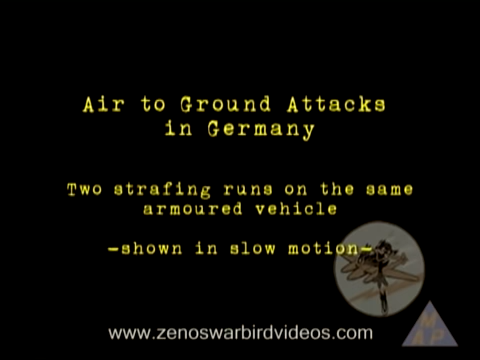 Air to Ground Attacks
in Germany
Two strafing runs on the same
armoured vehicle
-shown in slow motion-
www.zenoswarbirdvideos.com
M
A P